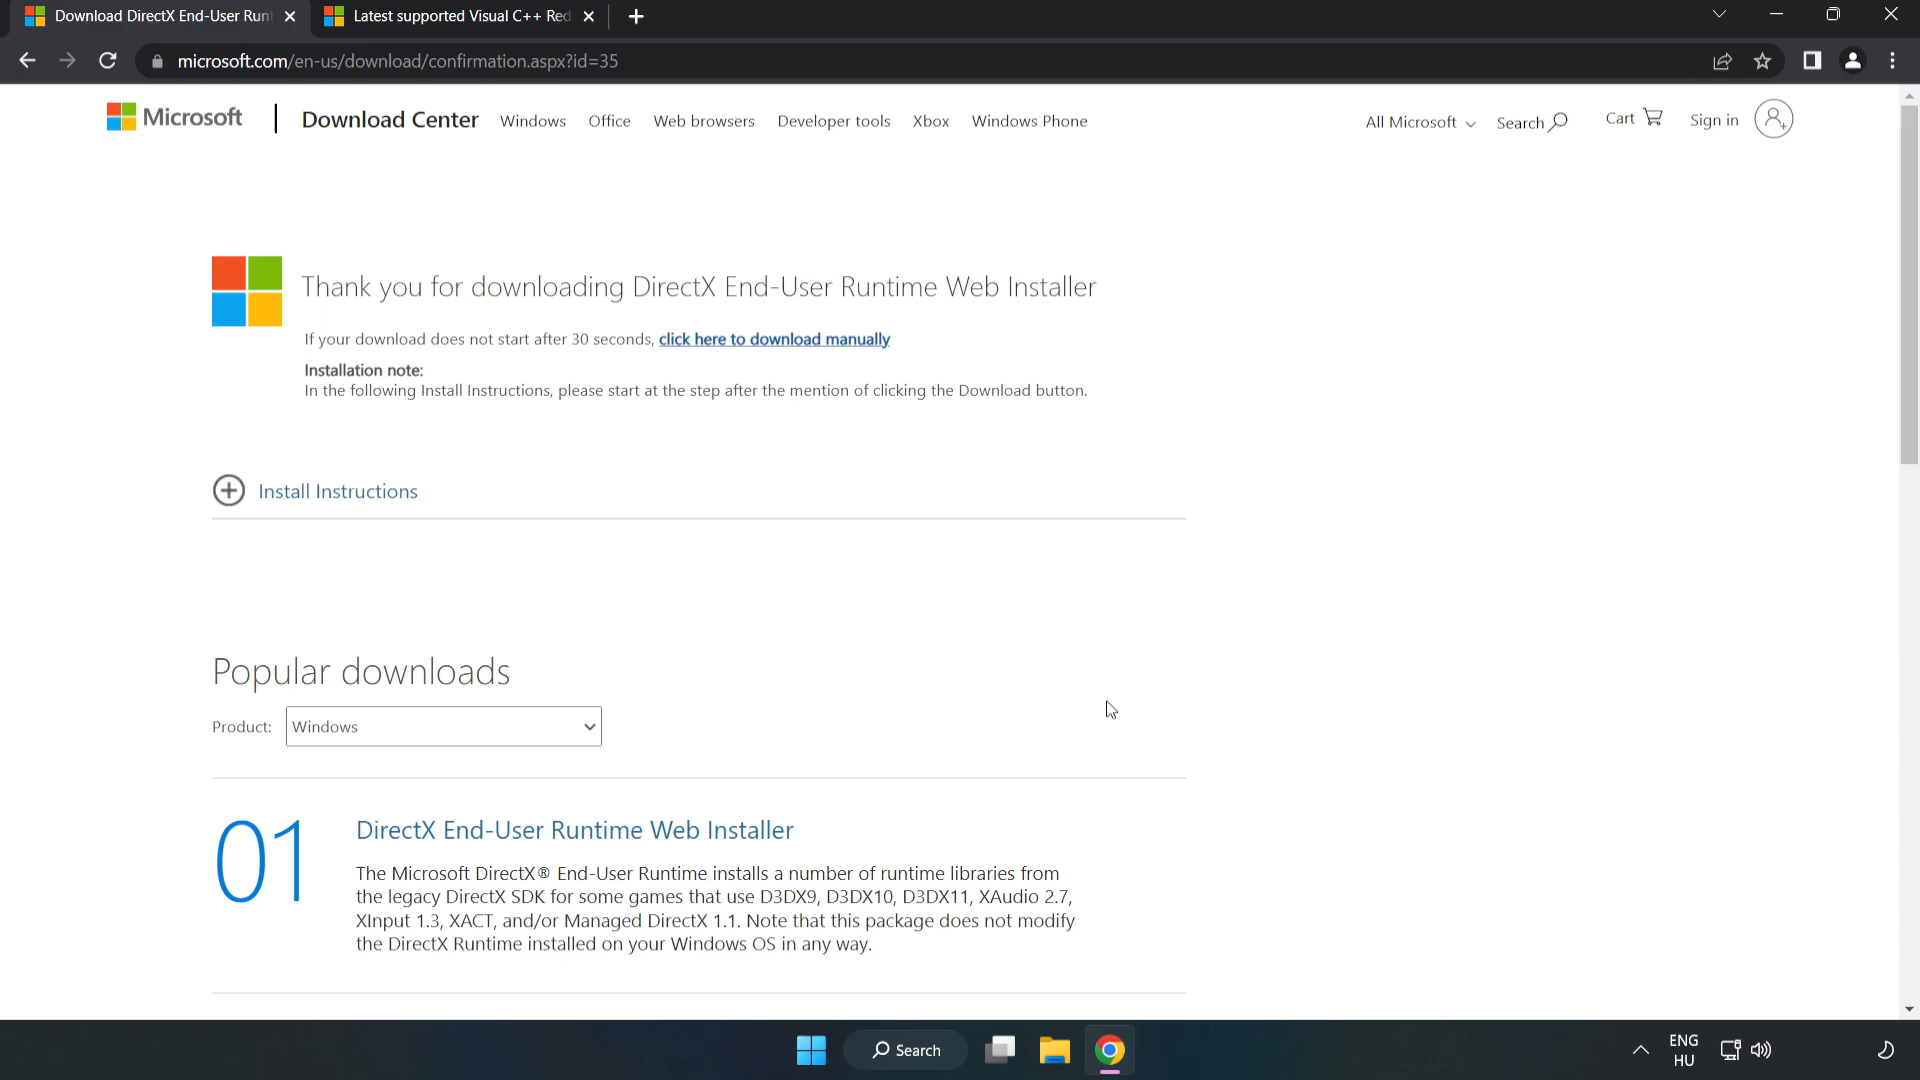 Download DirectX End-User Runt
Latest supported Visual C++ Red
microsoft.com/en-us/download/confirmation.aspx?id=35
Microsoft
Download Center
Windows
Office
Web browsers
Developer tools
Xbox
Windows Phone
All Microsoft
Search
Cart
Sign in
Thank you for downloading DirectX End-User Runtime Web Installer
If your download does not start after 30 seconds, click here to download manually
Installation note:
In the following Install Instructions, please start at the step after the mention of clicking the Download button.
Install Instructions
Popular downloads
Product: Windows
01
DirectX End-User Runtime Web Installer
The Microsoft DirectX® End-User Runtime installs a number of runtime libraries from
the legacy DirectX SDK for some games that use D3DX9, D3DX10, D3DX11, XAudio 2.7,
XInput 1.3, XACT, and/or Managed DirectX 1.1. Note that this package does not modify
the DirectX Runtime installed on your Windows OS in any way.
Search
ENG
HU